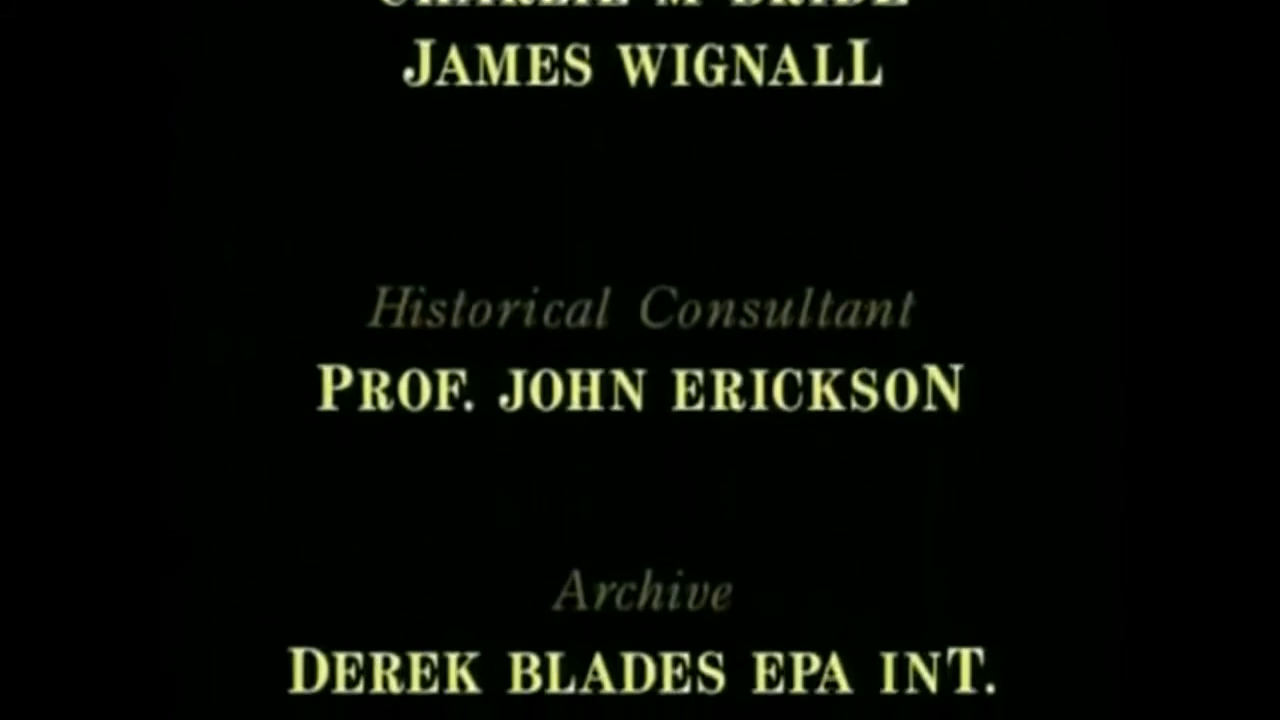 JAMES WIGNALL
Historical Consultant
PROF. JOHN ERICKSON
Archive
DEREK BLADES EPA INT.